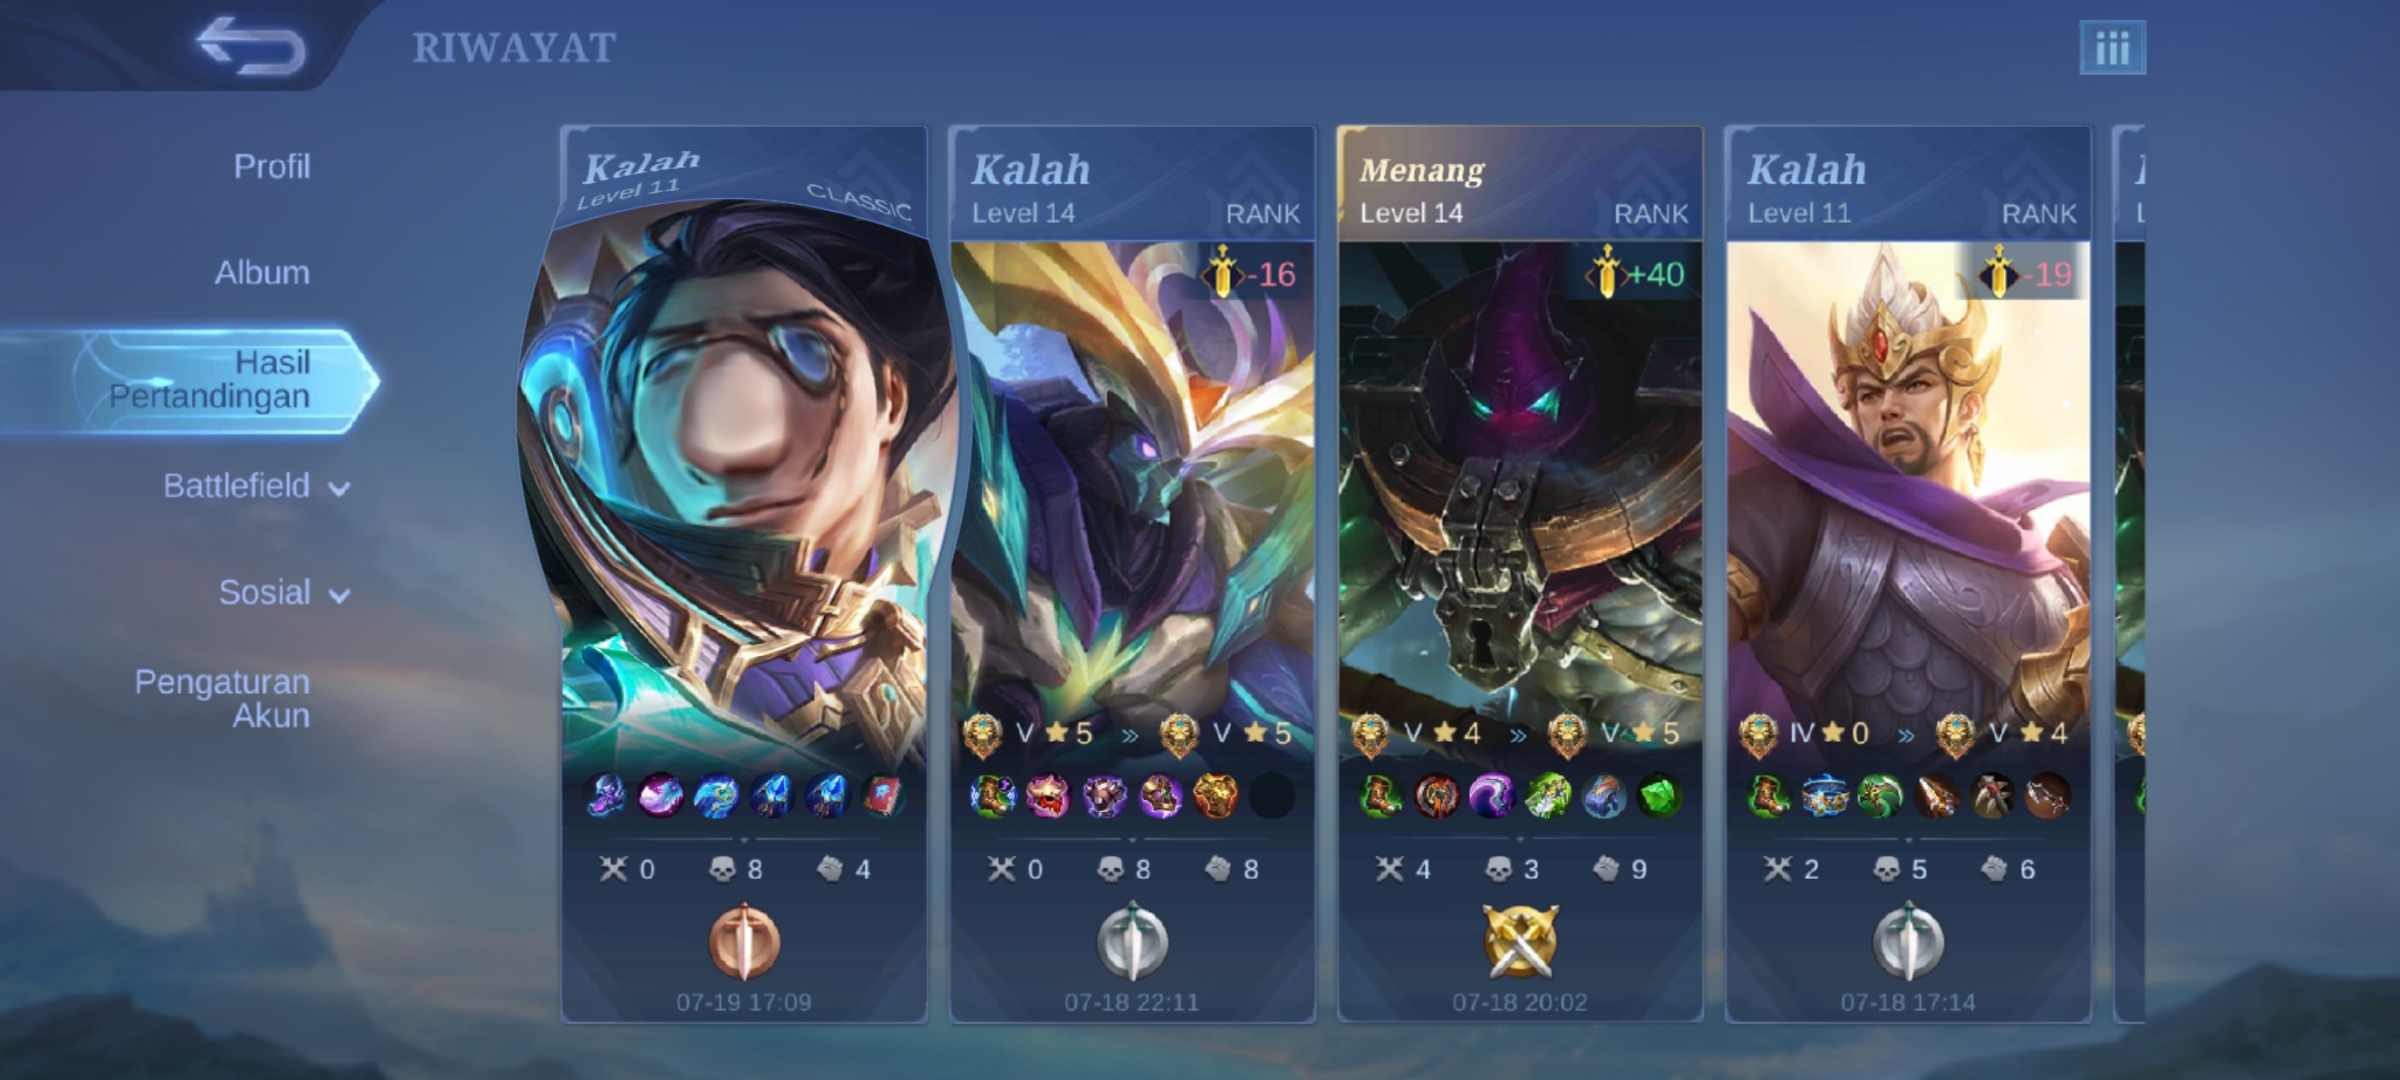 RIWAYAT
Profil
Album
Hasil
Pertandingan
Battlefield
Sosial
Pengaturan
Akun
Kalah
Level 11
CLASSIC
0 8 4
07-19 17:09
Kalah
Level 14 RANK
-16
V 5 » V 5
0 8 8
07-18 22:11
Menang
Level 14 RANK
+40
V 4 » V 5
4 3 9
07-18 20:02
Kalah
Level 11 RANK
-19
IV 0 » V 4
2 5 6
07-18 17:14